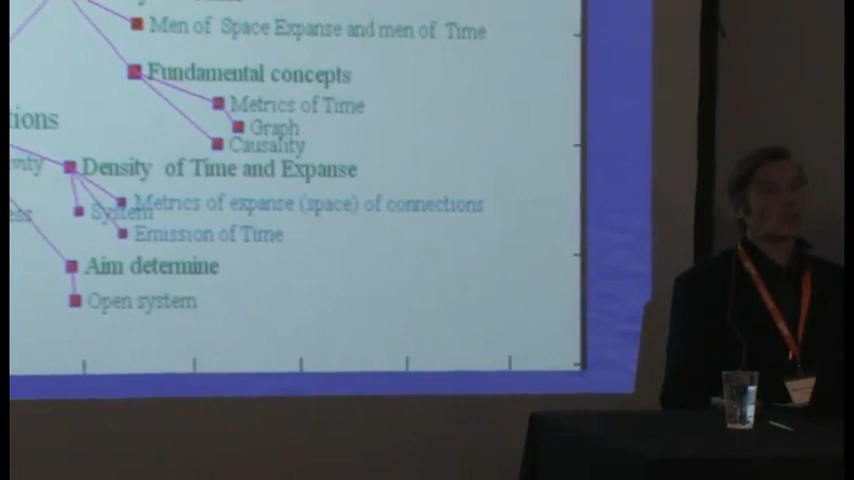 Men of Space Expanse and men of Time
Fundamental concepts
Metrics of Time
Graph
Causality
ions
Density of Time and Expanse
Metrics of expanse (space) of connections
System
Emission of Time
Aim determine
Open system